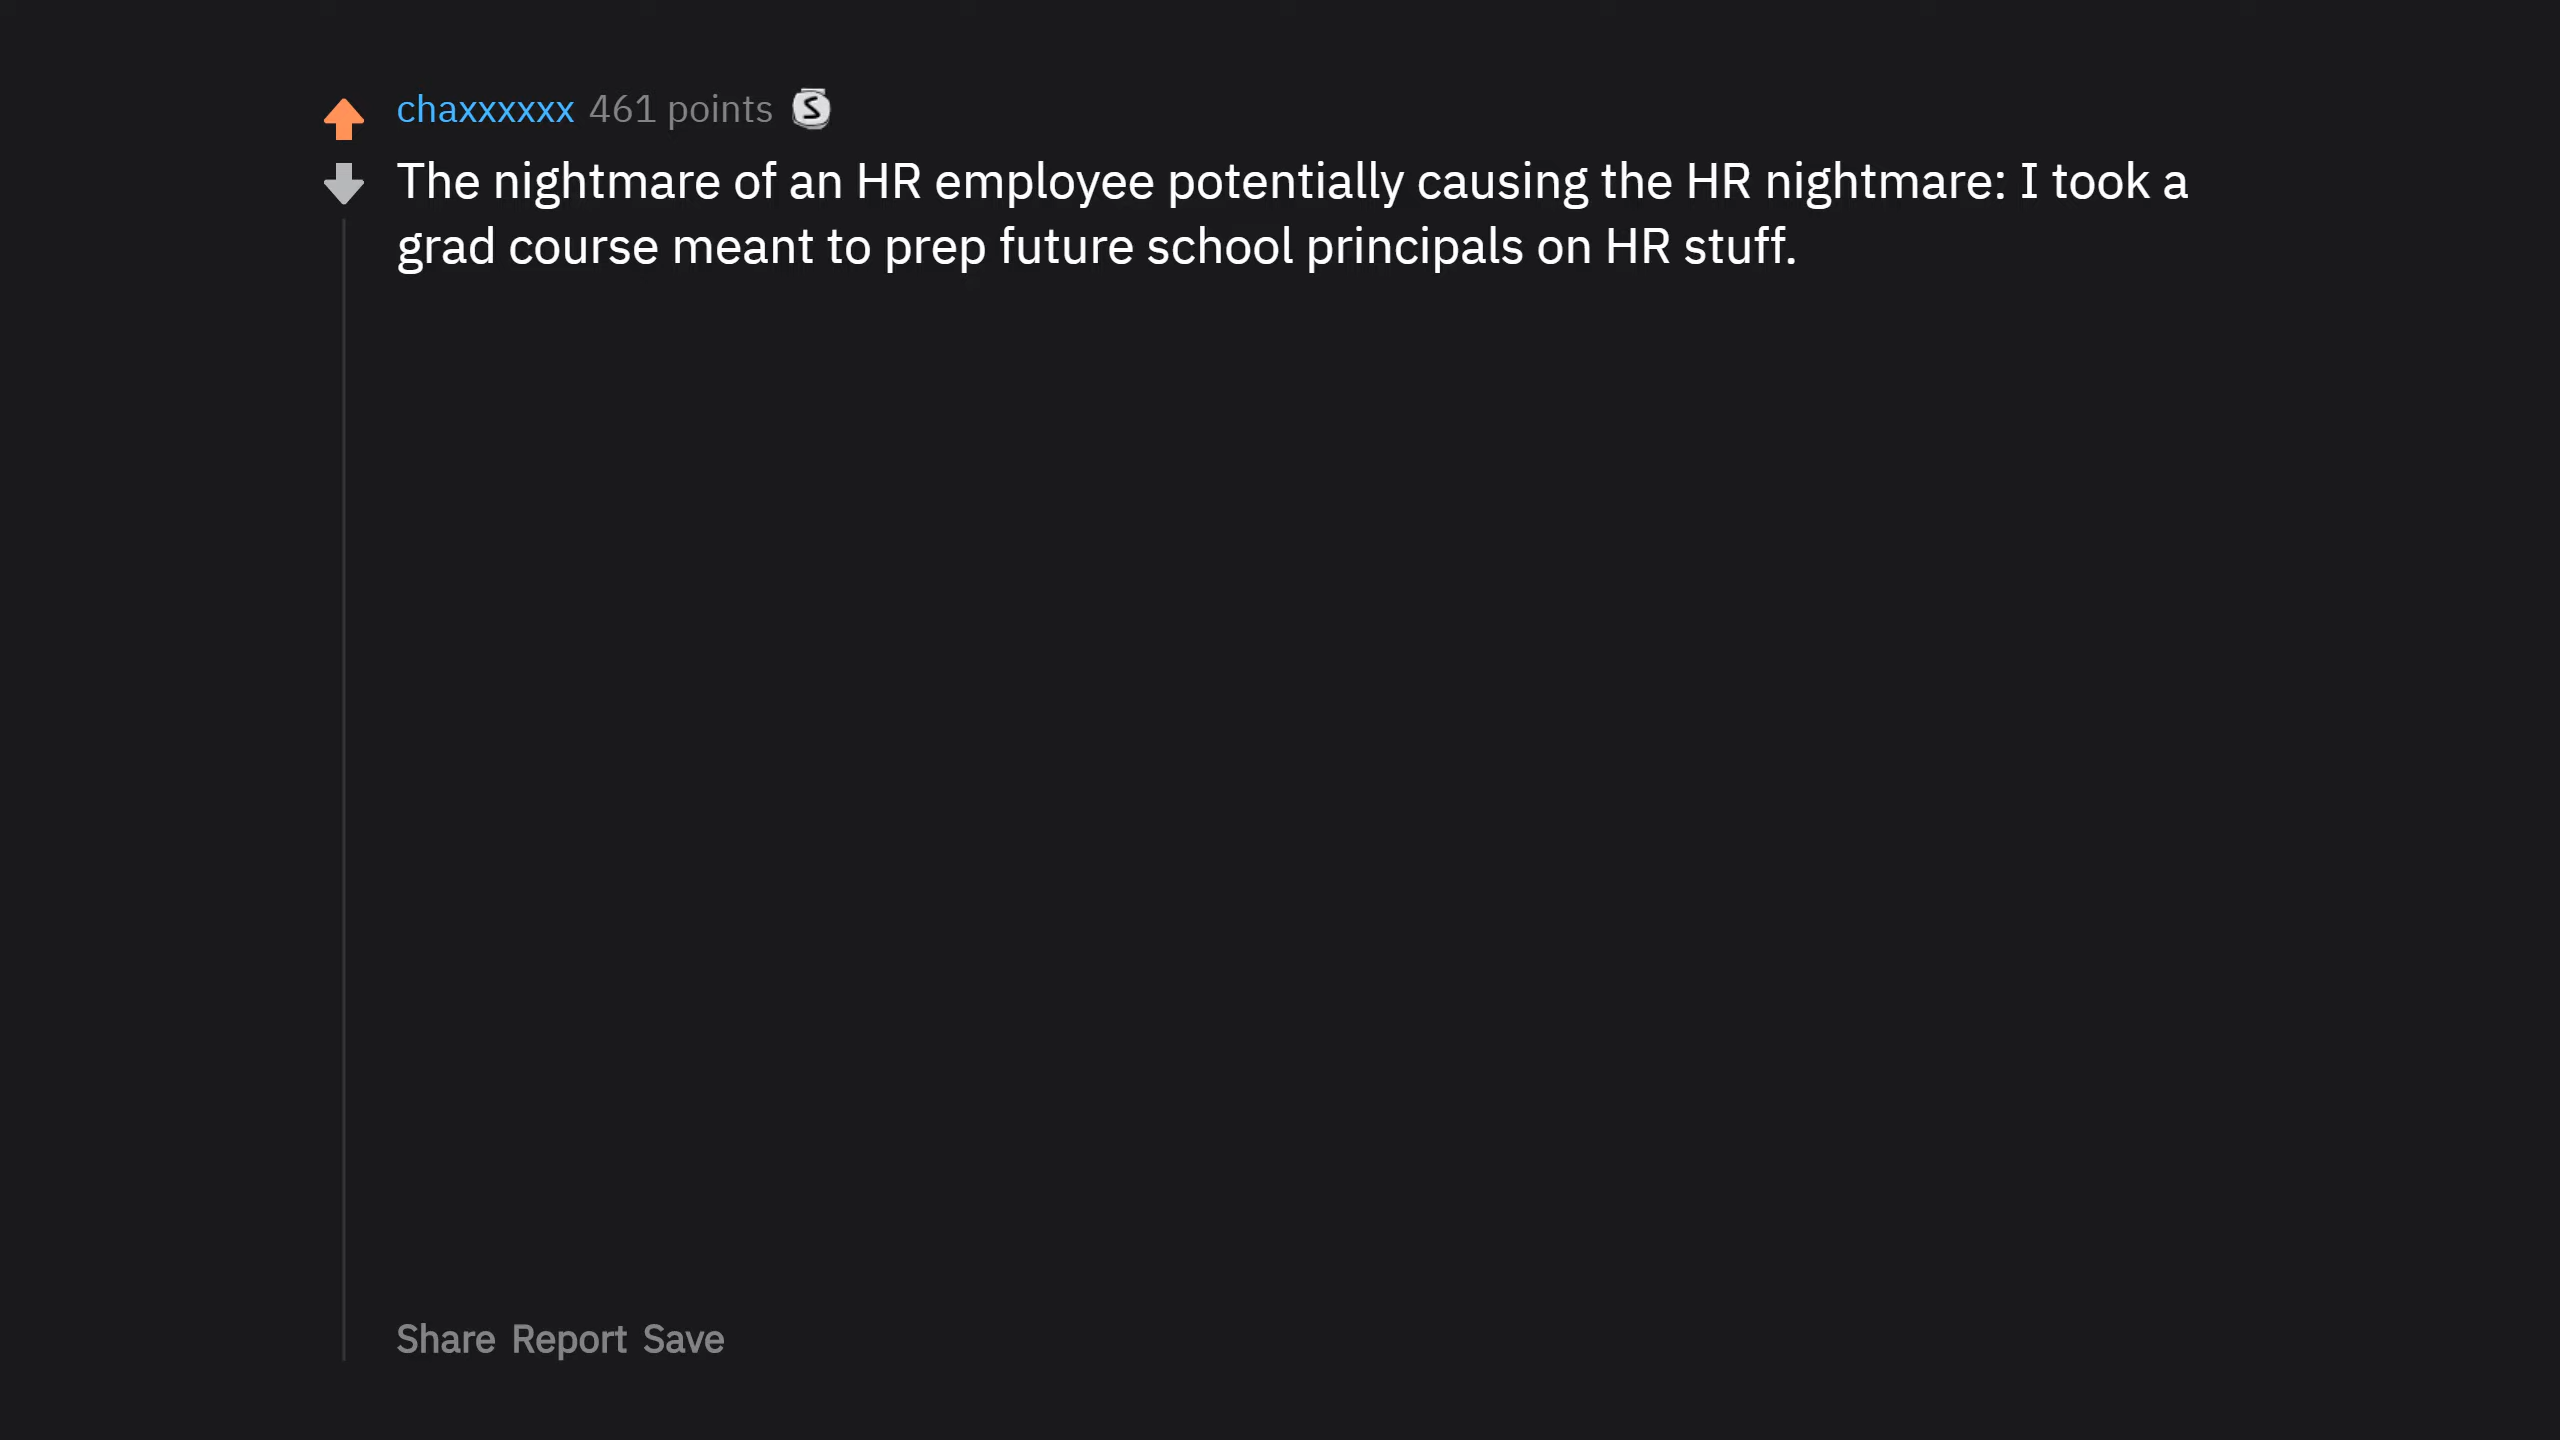 chaxxxxxx 461 points S
The nightmare of an HR employee potentially causing the HR nightmare: I took a
grad course meant to prep future school principals on HR stuff.
Share Report Save